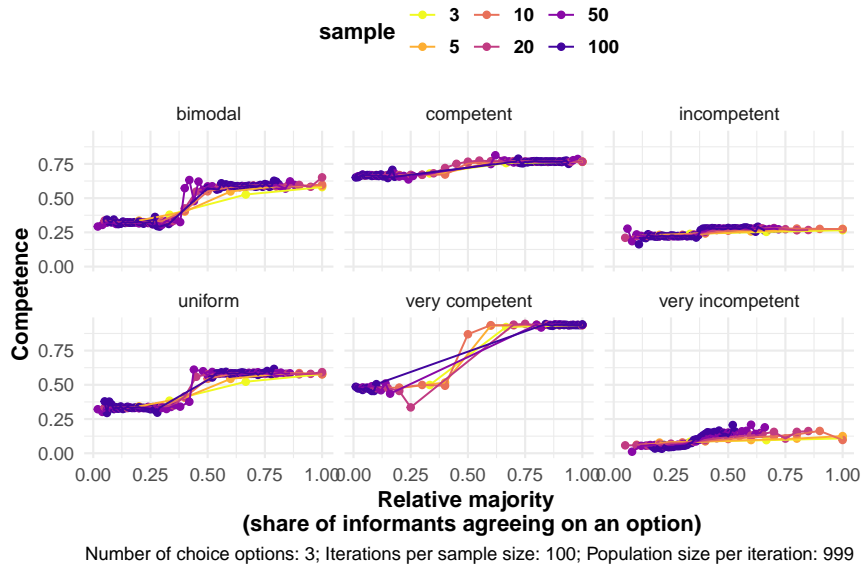 sample
3 10 50
5 20 100
bimodal competent incompetent
0.75
0.50
0.25
0.00
uniform very competent very incompetent
0.75
0.50
0.25
0.00
Competence
0.00 0.25 0.50 0.75 1.00 0.00 0.25 0.50 0.75 1.00 0.00 0.25 0.50 0.75 1.00
Relative majority
(share of informants agreeing on an option)
Number of choice options: 3; Iterations per sample size: 100; Population size per iteration: 999